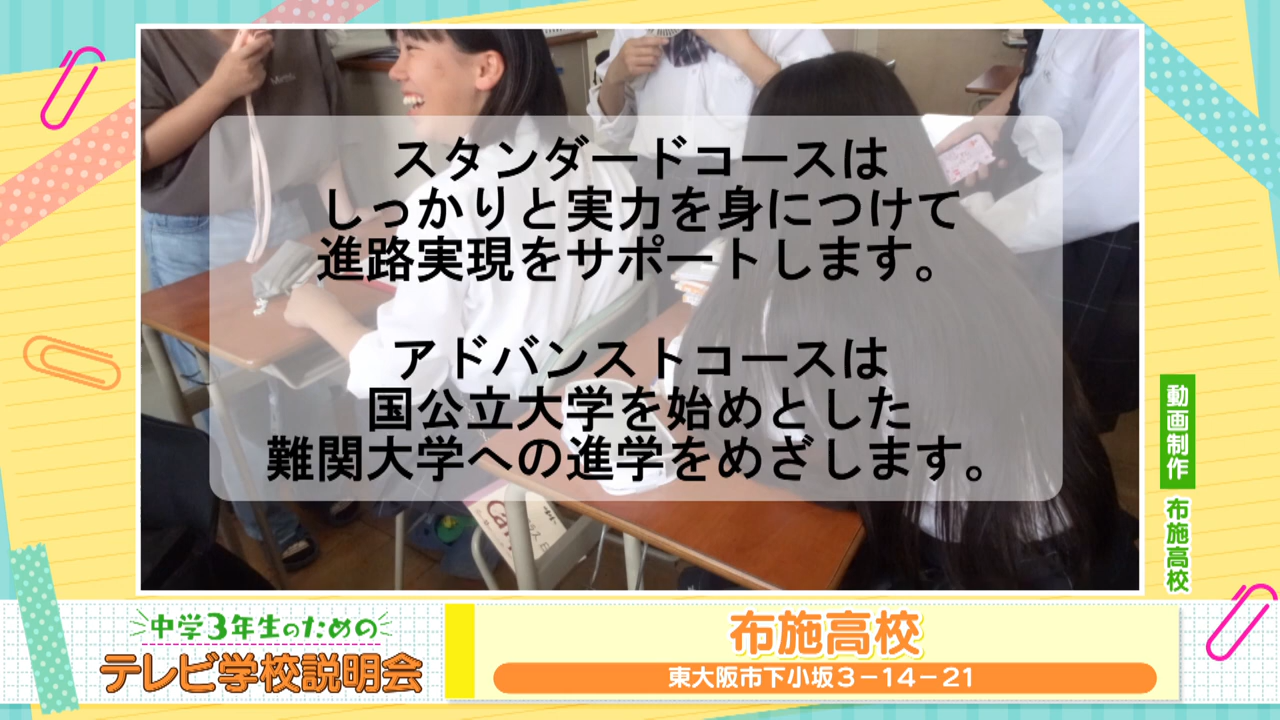 スタンダードコースは
しっかりと実力を身につけて
進路実現をサポートします。
アドバンストコースは
国公立大学を始めとした
難関大学への進学をめざします。
動画制作 布施高校
中学3年生のための
テレビ学校説明会
布施高校
東大阪市下小坂3−14−21